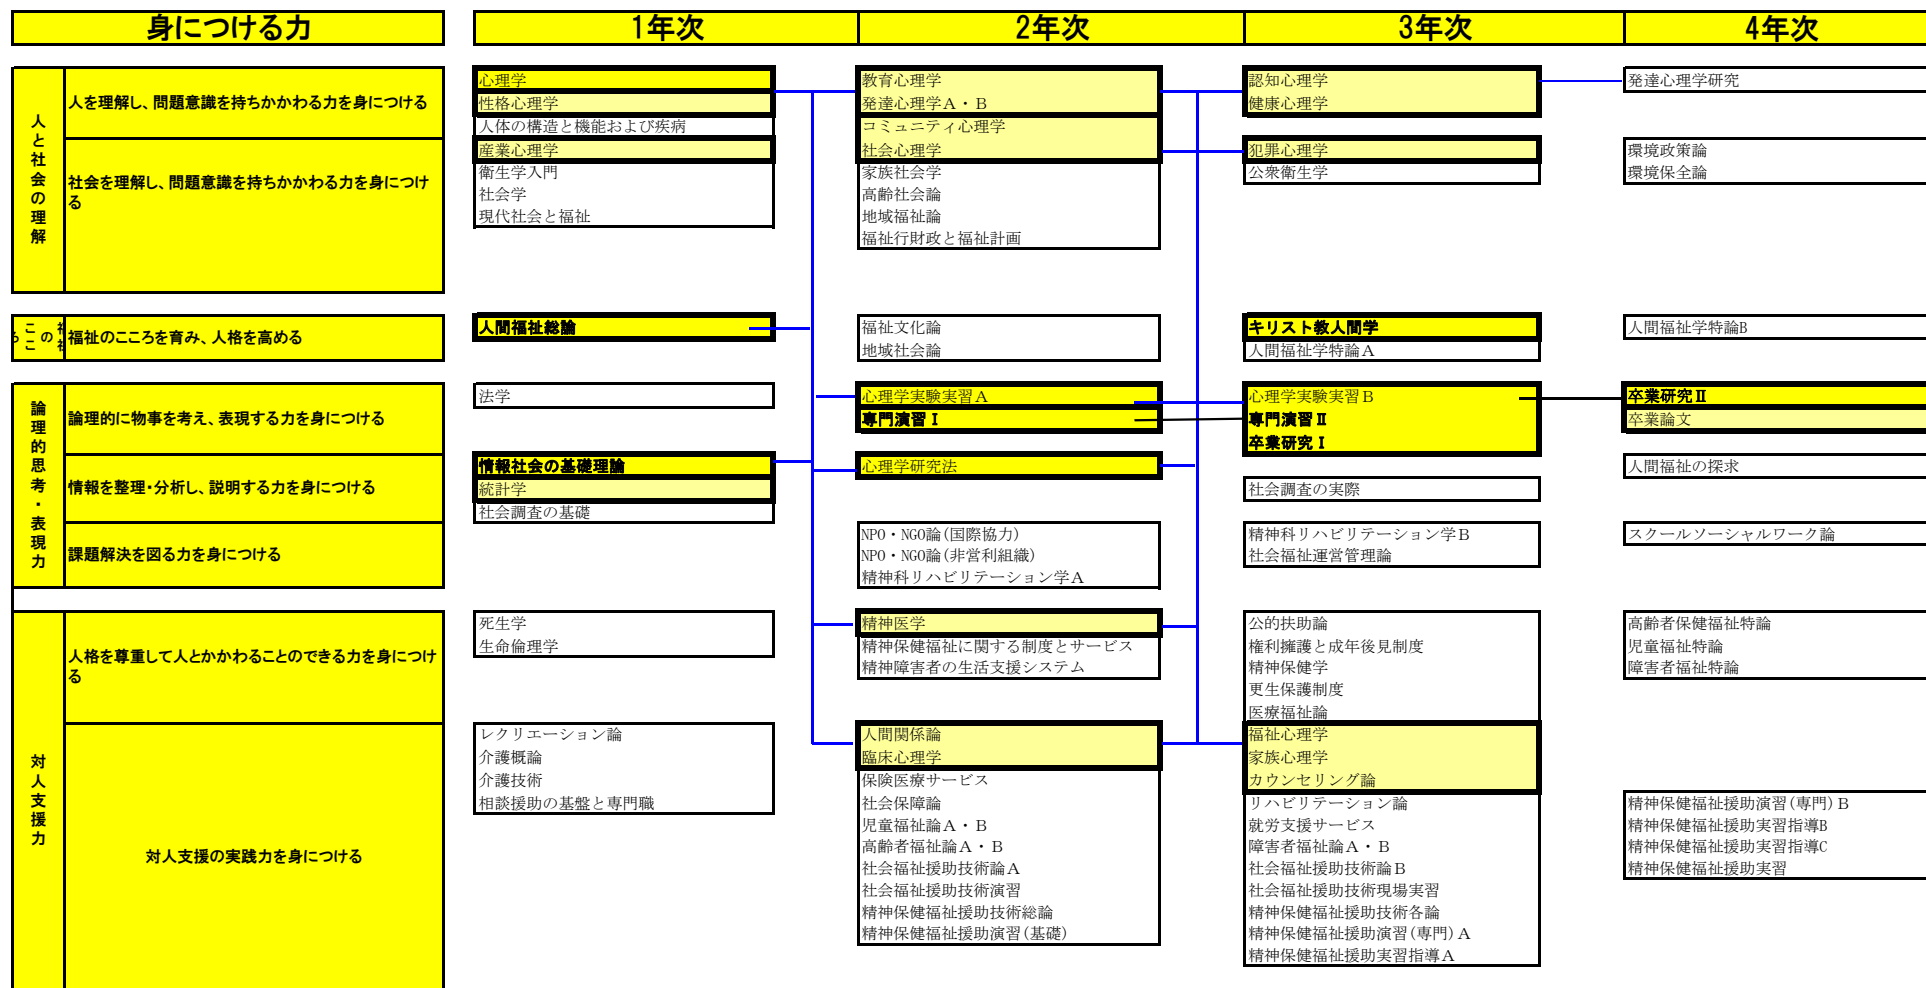 身につける力
1年次
2年次
3年次
4年次
人と社会の理解
人を理解し、問題意識を持ちかかわる力を身につける
心理学
性格心理学
人体の構造と機能および疾病
教育心理学
発達心理学A・B
コミュニティ心理学
認知心理学
健康心理学
発達心理学研究
社会を理解し、問題意識を持ちかかわる力を身につけ
る
産業心理学
衛生学入門
社会学
現代社会と福祉
社会心理学
家族社会学
高齢社会論
地域福祉論
福祉行財政と福祉計画
犯罪心理学
公衆衛生学
環境政策論
環境保全論
福祉のこころを育み、人格を高める
人間福祉総論
福祉文化論
地域社会論
キリスト教人間学
人間福祉学特論A
人間福祉学特論B
論理的思考・表現力
論理的に物事を考え、表現する力を身につける
法学
心理学実験実習A
専門演習Ⅰ
心理学実験実習B
専門演習Ⅱ
卒業研究Ⅰ
卒業研究Ⅱ
卒業論文
情報を整理・分析し、説明する力を身につける
情報社会の基礎理論
統計学
社会調査の基礎
心理学研究法
社会調査の実際
人間福祉の探求
課題解決を図る力を身につける
NPO・NGO論(国際協力)
NPO・NGO論(非営利組織)
精神科リハビリテーション学A
精神科リハビリテーション学B
社会福祉運営管理論
スクールソーシャルワーク論
対人支援力
人格を尊重して人とかかわることのできる力を身につけ
る
死生学
生命倫理学
精神医学
精神保健福祉に関する制度とサービス
精神障害者の生活支援システム
公的扶助論
権利擁護と成年後見制度
精神保健学
更生保護制度
医療福祉論
高齢者保健福祉特論
児童福祉特論
障害者福祉特論
対人支援の実践力を身につける
レクリエーション論
介護概論
介護技術
相談援助の基盤と専門職
人間関係論
臨床心理学
保険医療サービス
社会保障論
児童福祉論A・B
高齢者福祉論A・B
社会福祉援助技術論A
社会福祉援助技術演習
精神保健福祉援助技術総論
精神保健福祉援助演習(基礎)
福祉心理学
家族心理学
カウンセリング論
リハビリテーション論
就労支援サービス
障害者福祉論A・B
社会福祉援助技術論B
社会福祉援助技術現場実習
精神保健福祉援助技術各論
精神保健福祉援助演習(専門)A
精神保健福祉援助実習指導A
精神保健福祉援助演習(専門)B
精神保健福祉援助実習指導B
精神保健福祉援助実習指導C
精神保健福祉援助実習